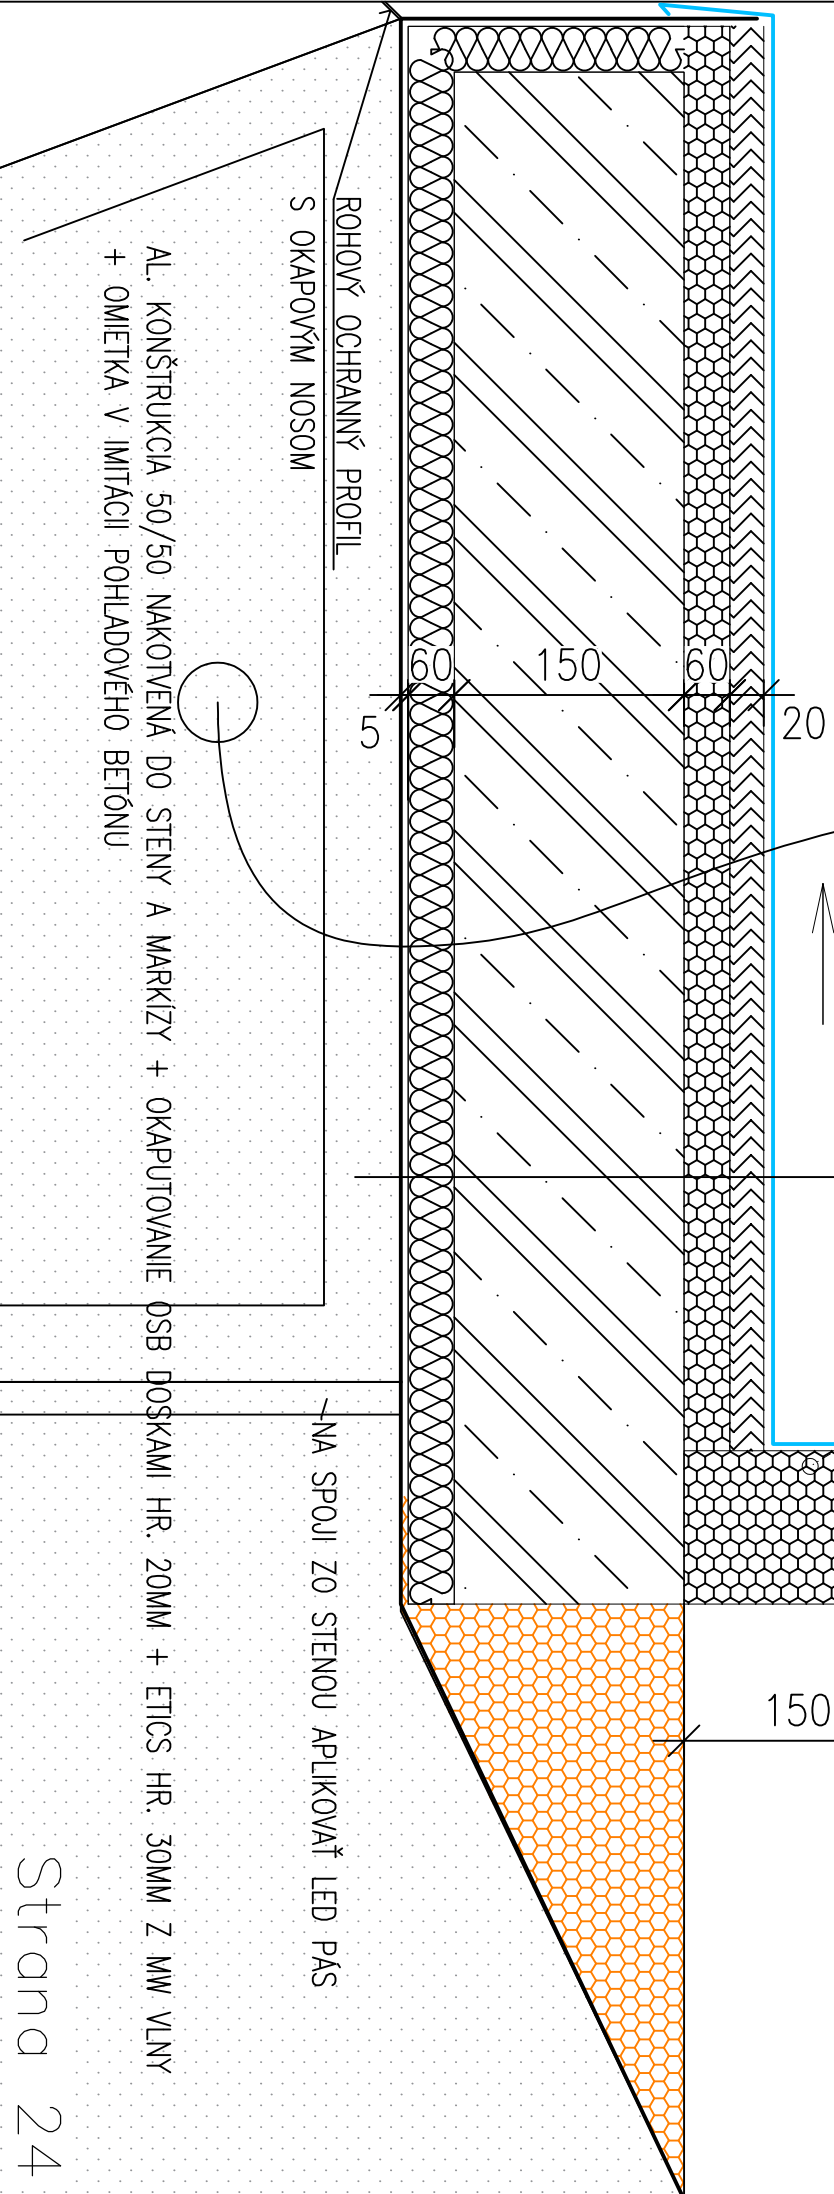 ROHOVÝ OCHRANNÝ PROFIL
S OKAPOVÝM NOSOM
AL. KONŠTRUKCIA 50/50 NAKOTVENÁ DO STENY A MARKÍZY + OKAPUTOVANIE OSB DOSKAMI HR. 20MM + ETICS HR. 30MM Z MW VLNY
+ OMIETKA V IMITÁCII POHLADOVÉHO BETÓNU
60
150
60
5
20
NA SPOJI ZO STENOU APLIKOVAŤ LED PÁS
150
Strana 24